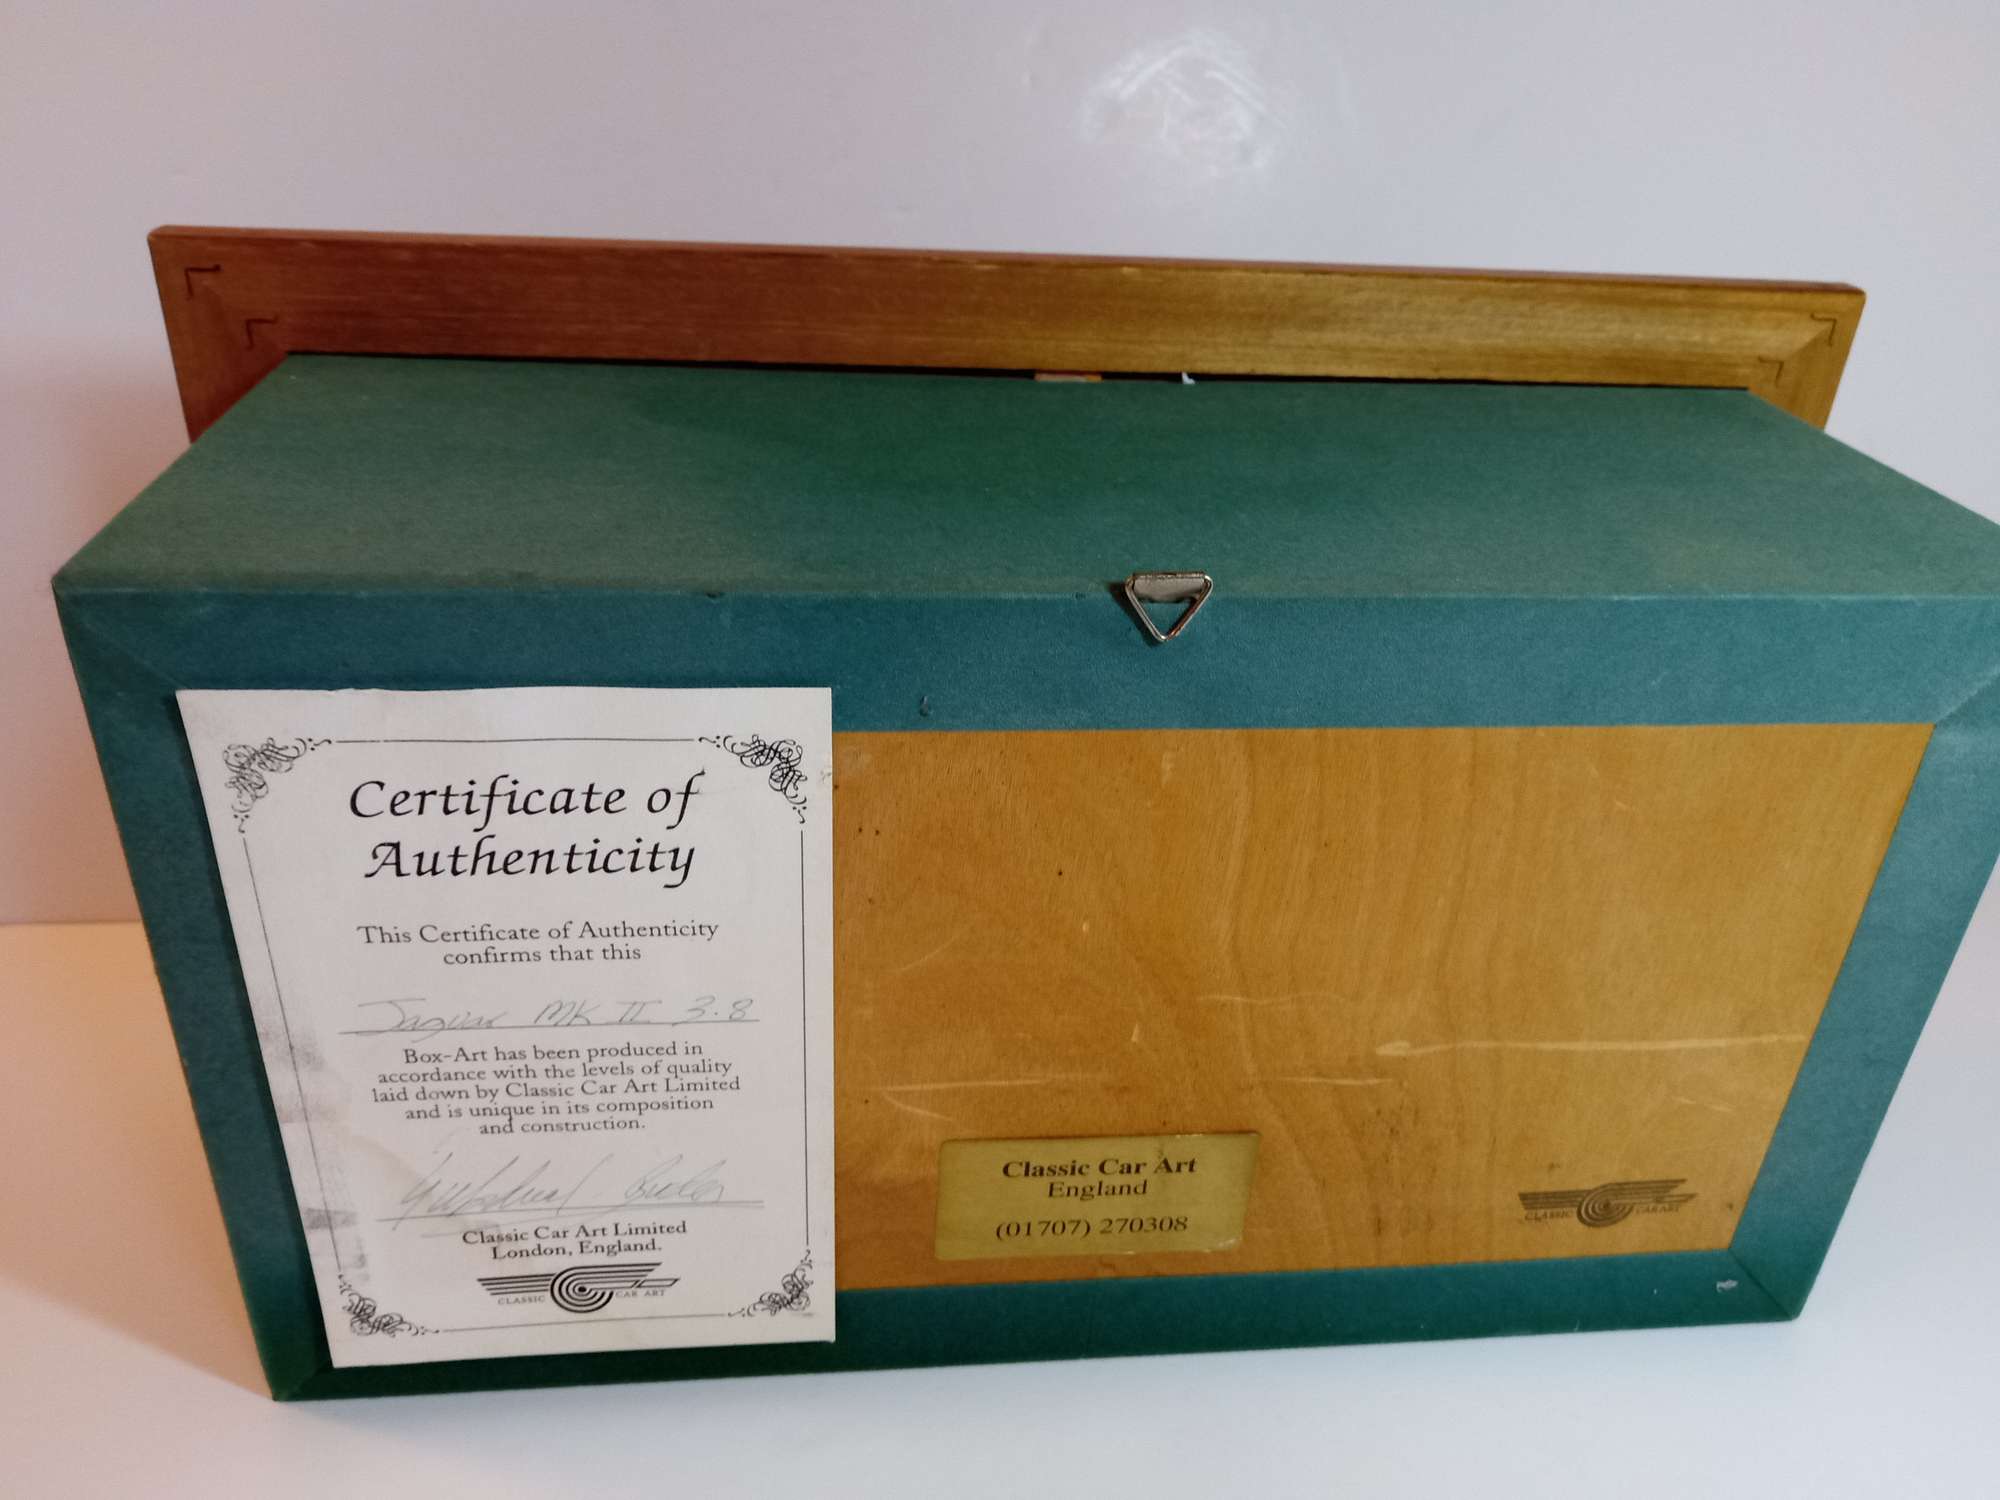 Certificate of
Authenticity
This Certificate of Authenticity
confirms that this
Jaguar MK II 3.8
Box-Art has been produced in
accordance with the levels of quality
laid down by Classic Car Art Limited
and is unique in its composition
and construction.
Classic Car Art Limited
London, England.
CLASSIC CAR ART
Classic Car Art
England
(01707) 270308
CLASSIC CAR ART